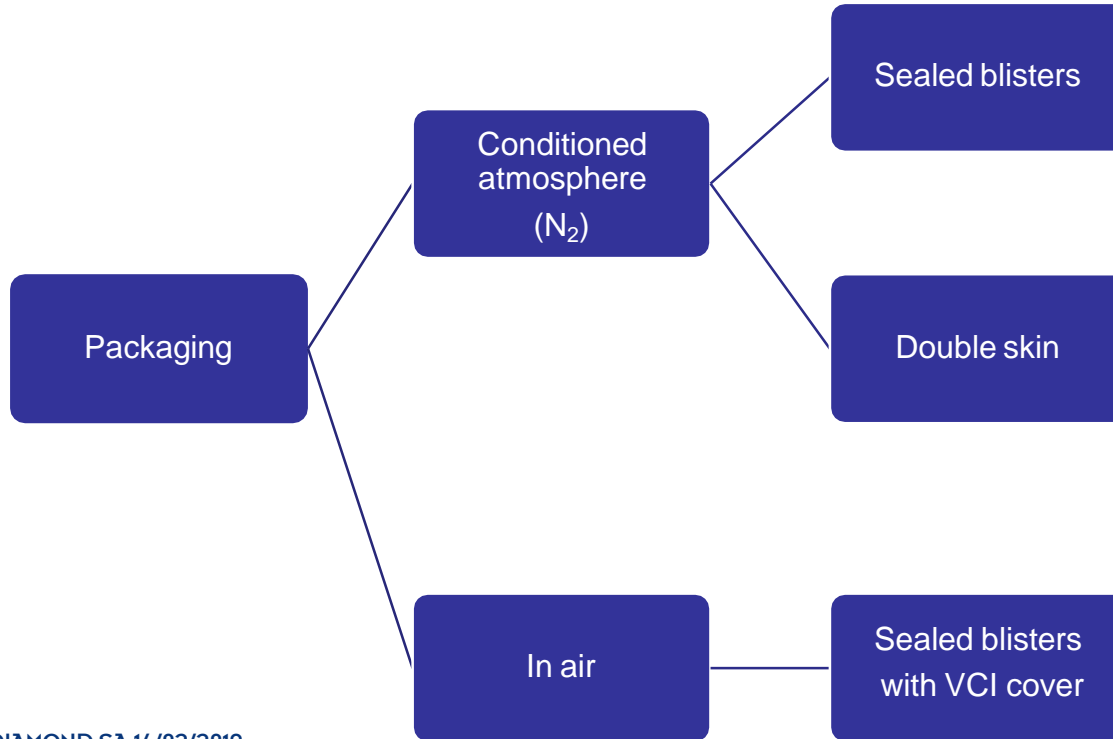 Sealed blisters
Conditioned
atmosphere
(N₂)
Packaging
Double skin
In air
Sealed blisters
with VCI cover